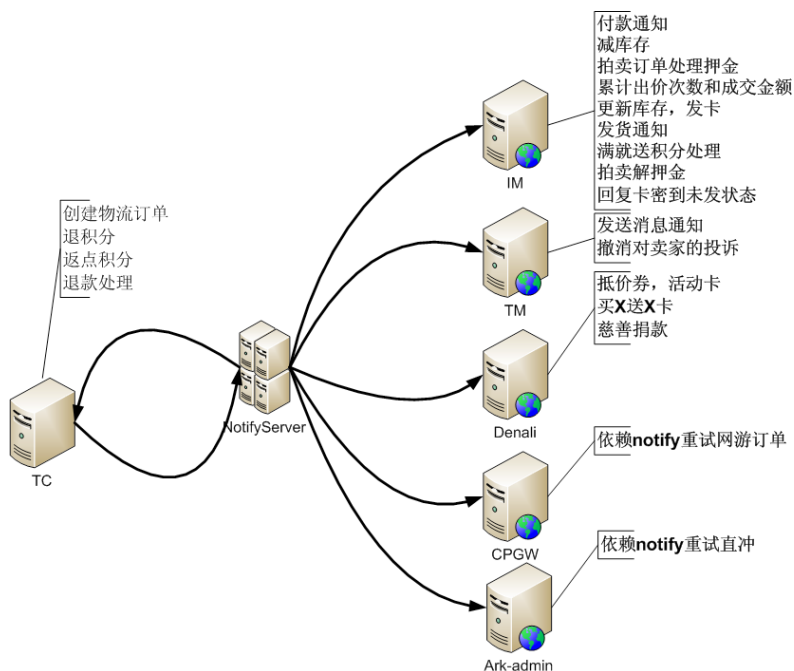 付款通知
减库存
拍卖订单处理押金
累计出价次数和成交金额
更新库存，发卡
发货通知
满就送积分处理
拍卖解押金
回复卡密到未发状态
IM
创建物流订单
退积分
返点积分
退款处理
发送消息通知
撤消对卖家的投诉
TM
抵价券，活动卡
买X送X卡
慈善捐款
NotifyServer
Denali
TC
依赖notify重试网游订单
CPGW
依赖notify重试直冲
Ark-admin